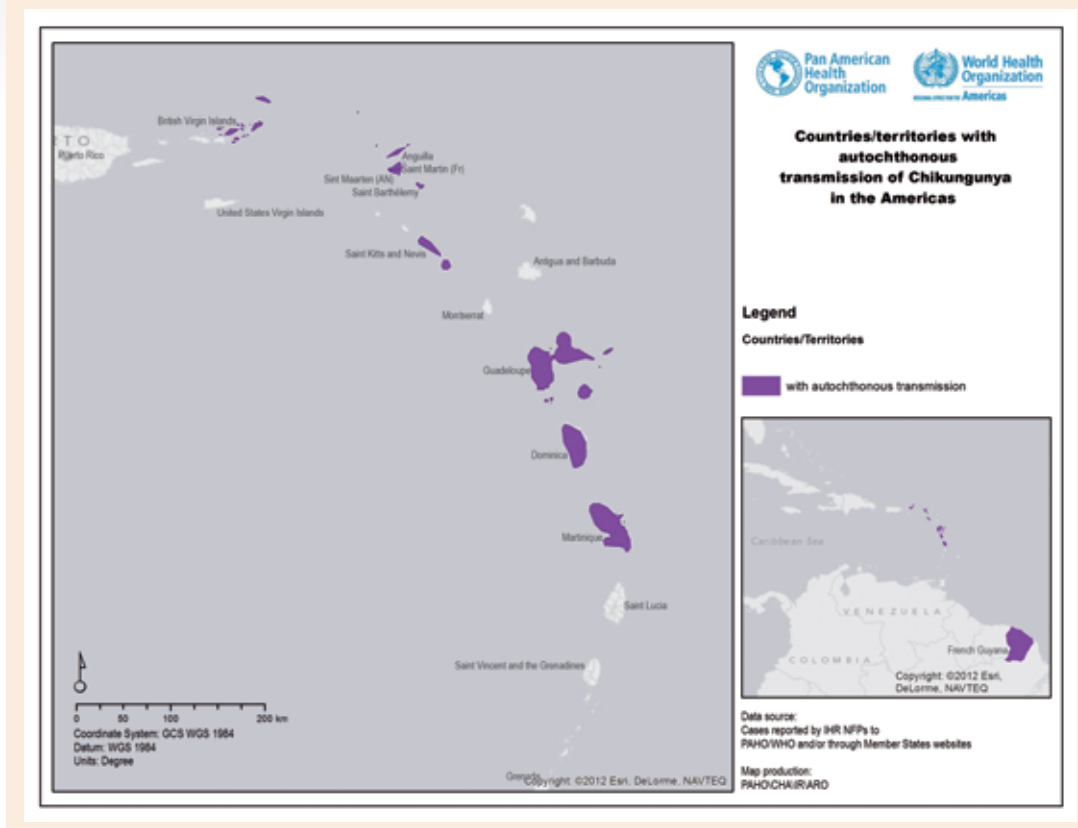 Pan American
Health
Organization
World Health
Organization
Americas
Countries/territories with
autochthonous
transmission of Chikungunya
in the Americas
British Virgin Islands
RTO
Puerto Rico
Anguilla
Saint Martin (Fr)
Sint Maarten (AN)
Saint Barthélemy
United States Virgin Islands
Saint Kitts and Nevis
Antigua and Barbuda
Montserrat
Guadeloupe
Dominica
Martinique
Saint Lucia
Saint Vincent and the Grenadines
Grenada
Copyright: ©2012 Esri, DeLorme, NAVTEQ
0 50 100 200 km
Coordinate System: GCS WGS 1984
Datum: WGS 1984
Units: Degree
Legend
Countries/Territories
with autochthonous transmission
Caribbean Sea
VENEZUELA
COLOMBIA
French Guyana
Copyright: ©2012 Esri,
DeLorme, NAVTEQ
Data source:
Cases reported by IHR NFPs to
PAHO/WHO and/or through Member States websites
Map production:
PAHO\CHA\IR\ARO